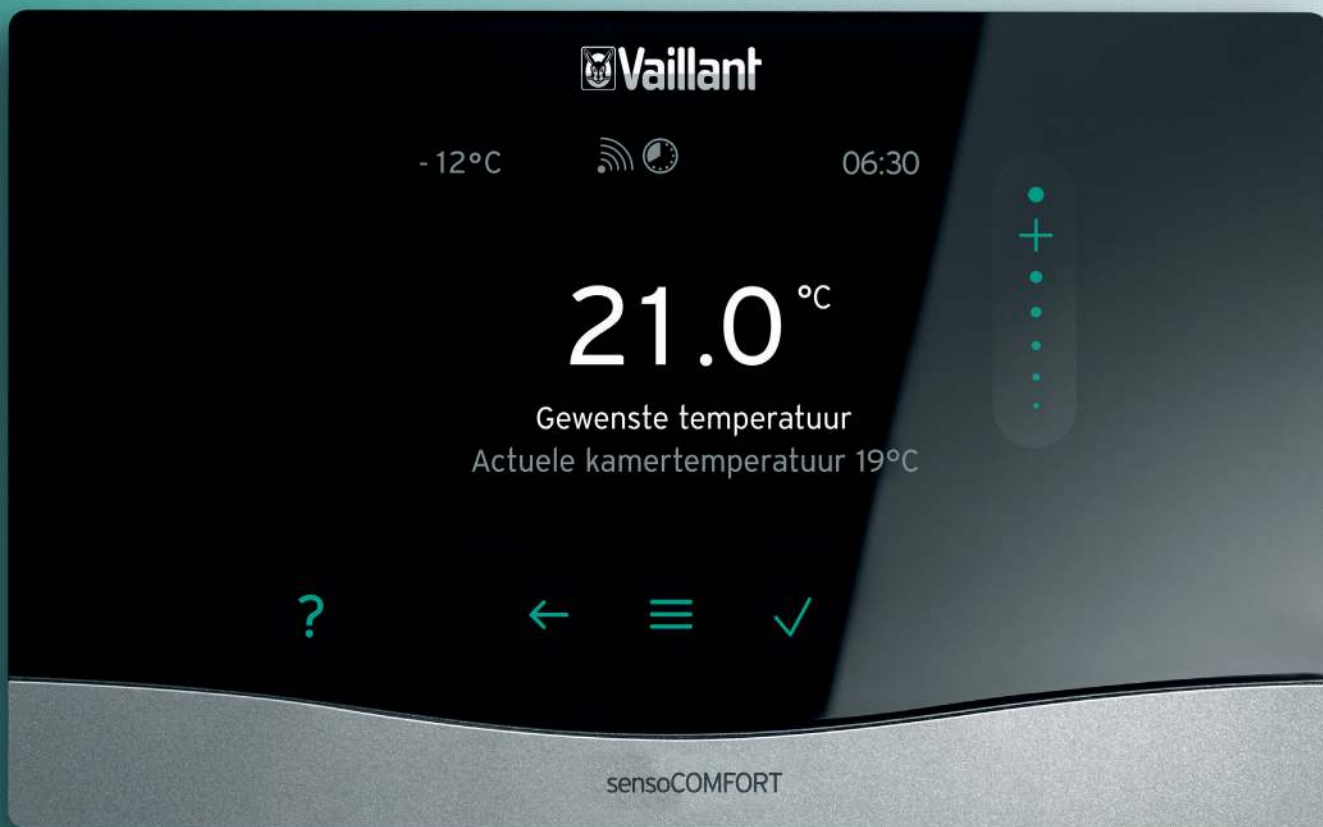 Vaillant
- 12°C 06:30
21.0 °C
Gewenste temperatuur
Actuele kamertemperatuur 19°C
?
sensoCOMFORT